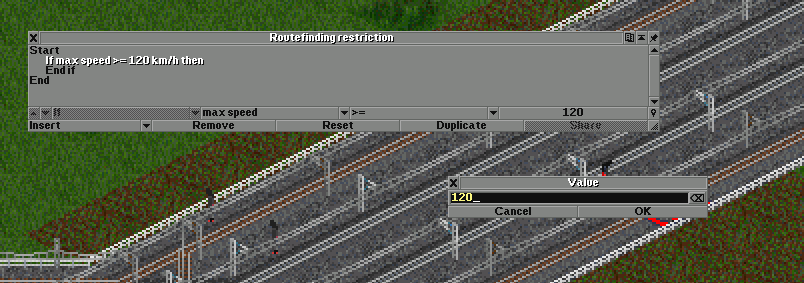 Routefinding restriction
Start
If max speed >= 120 km/h then
End if
End
If max speed >= 120
Insert Remove Reset Duplicate Share
Value
120_
Cancel OK